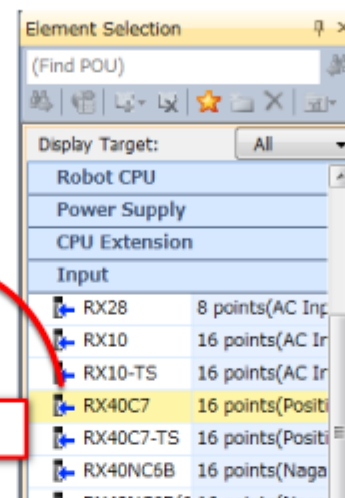 Element Selection
(Find POU)
Display Target: All
Robot CPU
Power Supply
CPU Extension
Input
RX28 8 points(AC Inp
RX10 16 points(AC Ir
RX10-TS 16 points(AC Ir
RX40C7 16 points(Positi
RX40C7-TS 16 points(Positi
RX40NC6B 16 points(Naga